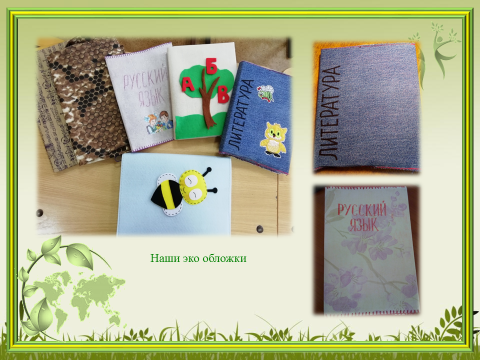 РУССКИЙ
ЯЗЫК
А
Б
В
ЛИТЕРАТУРА
ЛИТЕРАТУРА
РУССКИЙ
ЯЗЫК
Наши эко обложки